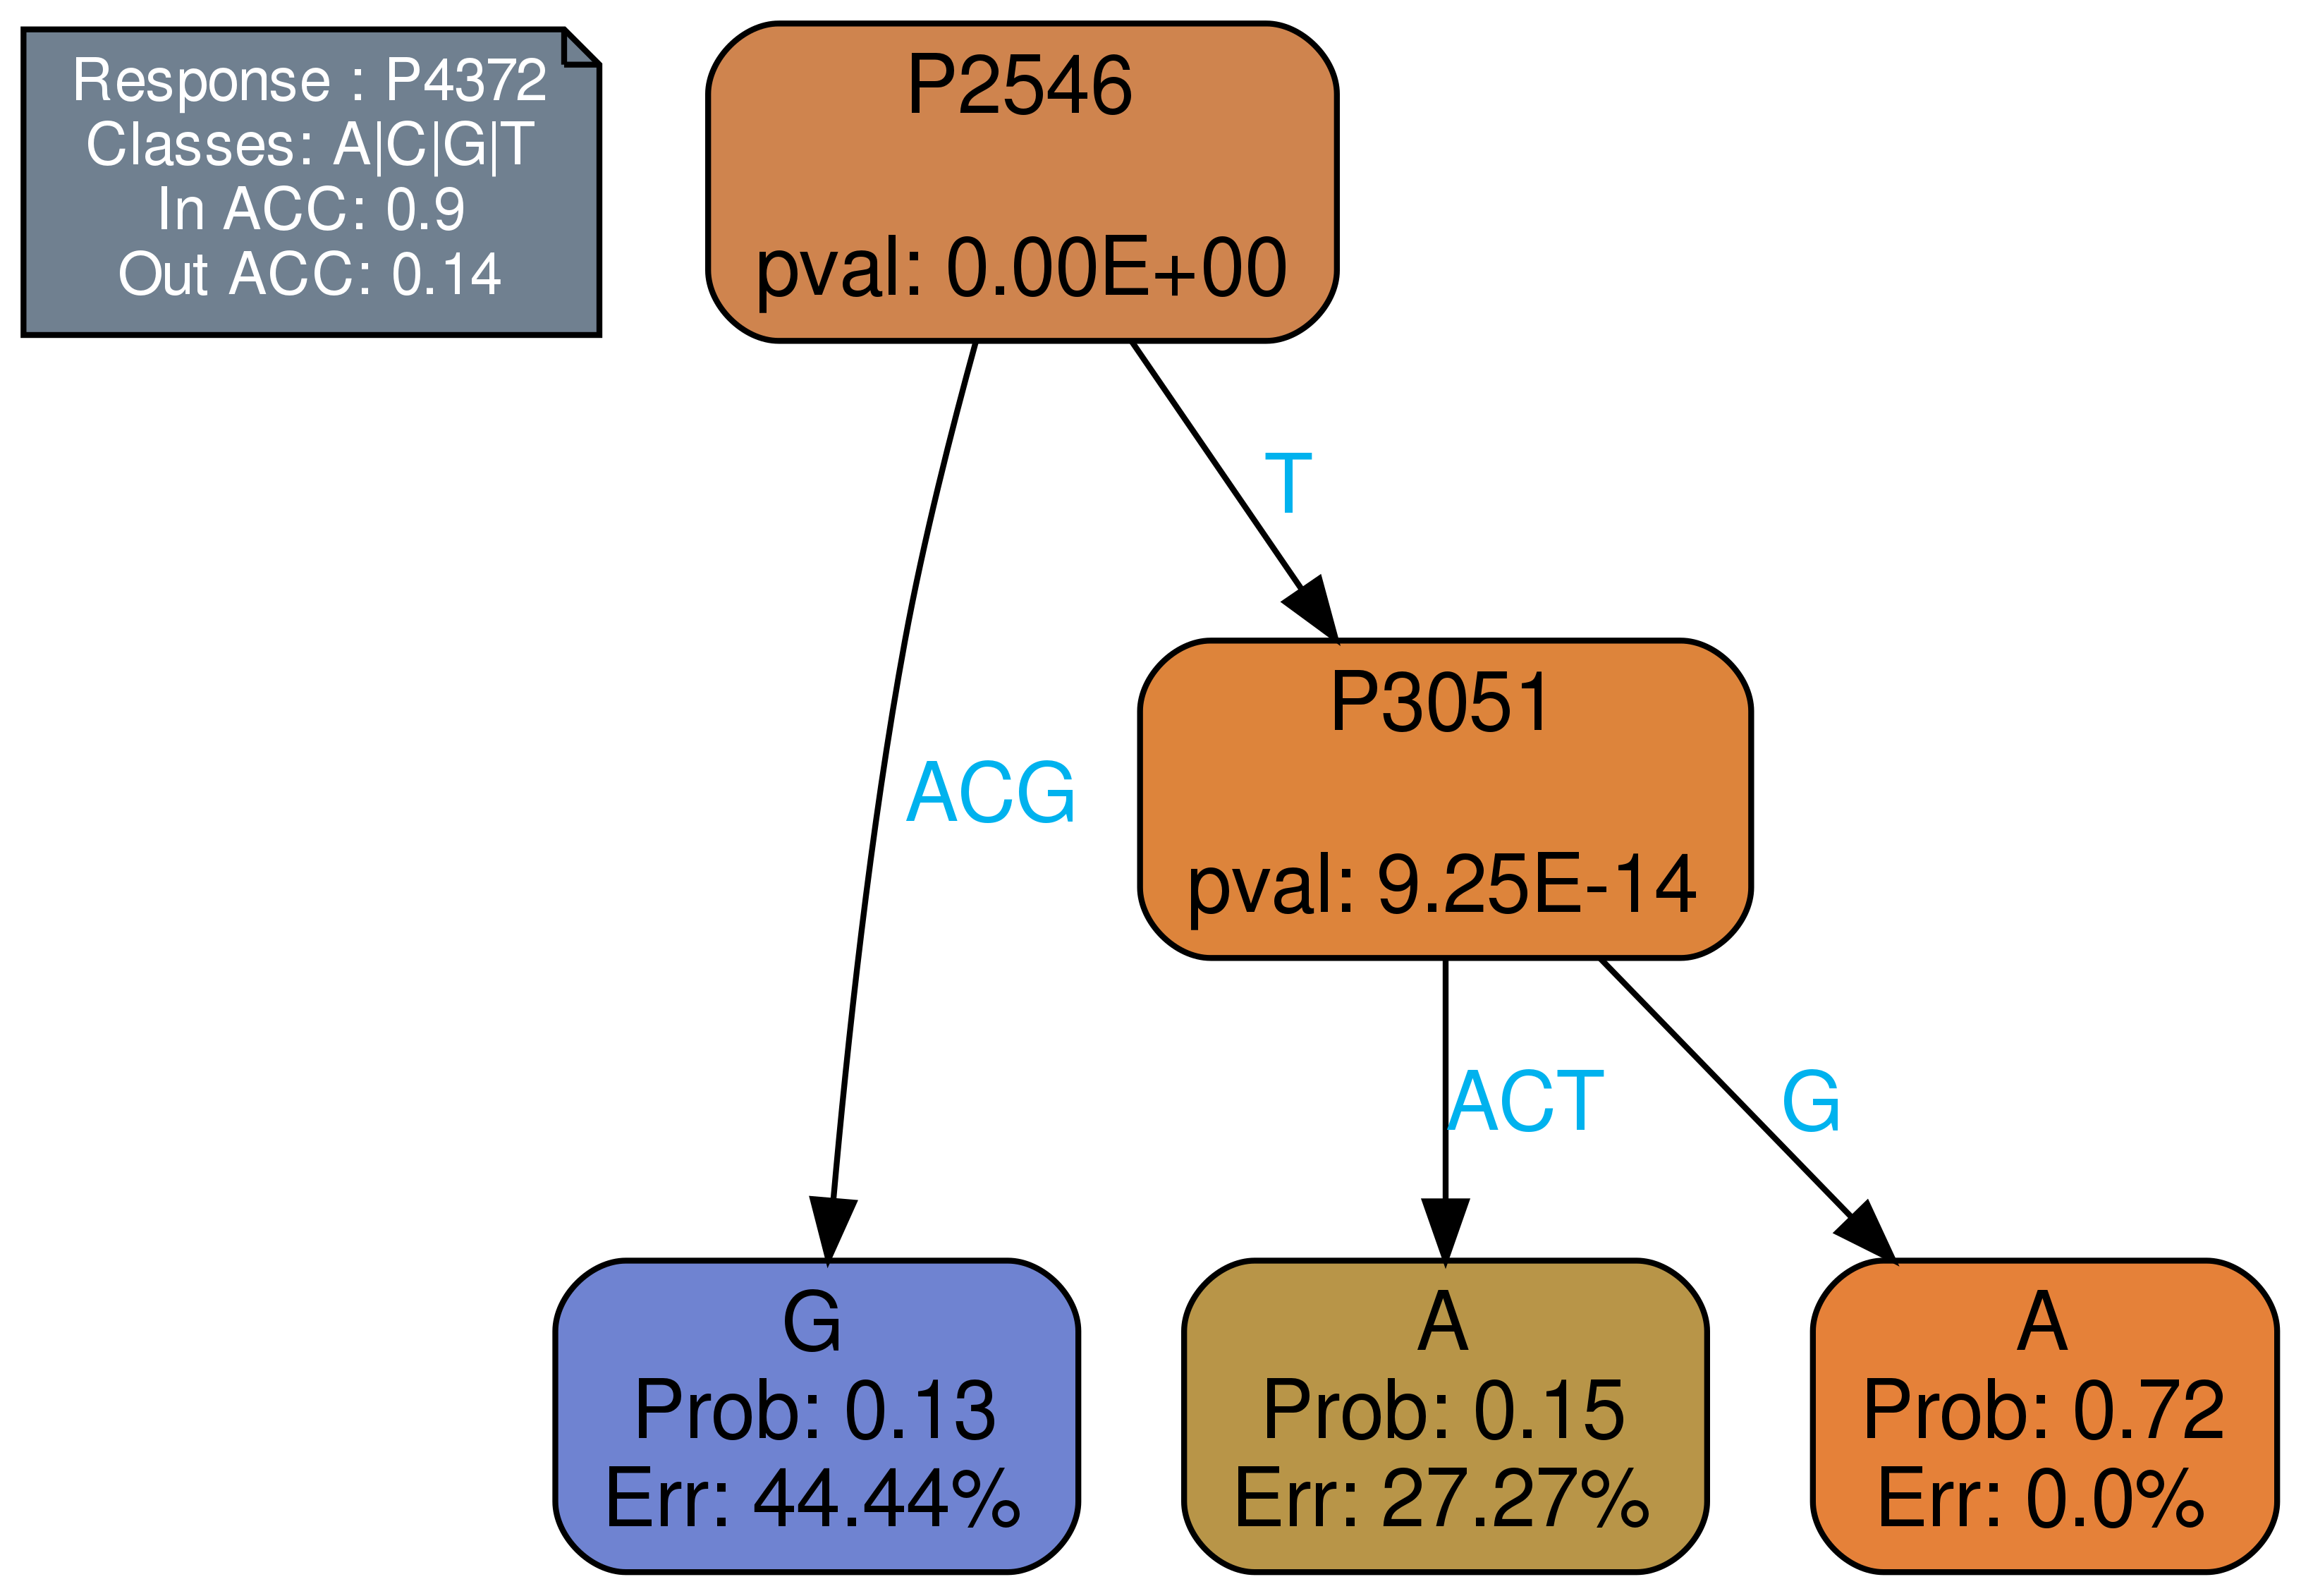 Response : P4372
Classes: A|C|G|T
In ACC: 0.9
Out ACC: 0.14
P2546
pval: 0.00E+00
T
P3051
pval: 9.25E-14
ACG
ACT
G
G
Prob: 0.13
Err: 44.44%
A
Prob: 0.15
Err: 27.27%
A
Prob: 0.72
Err: 0.0%